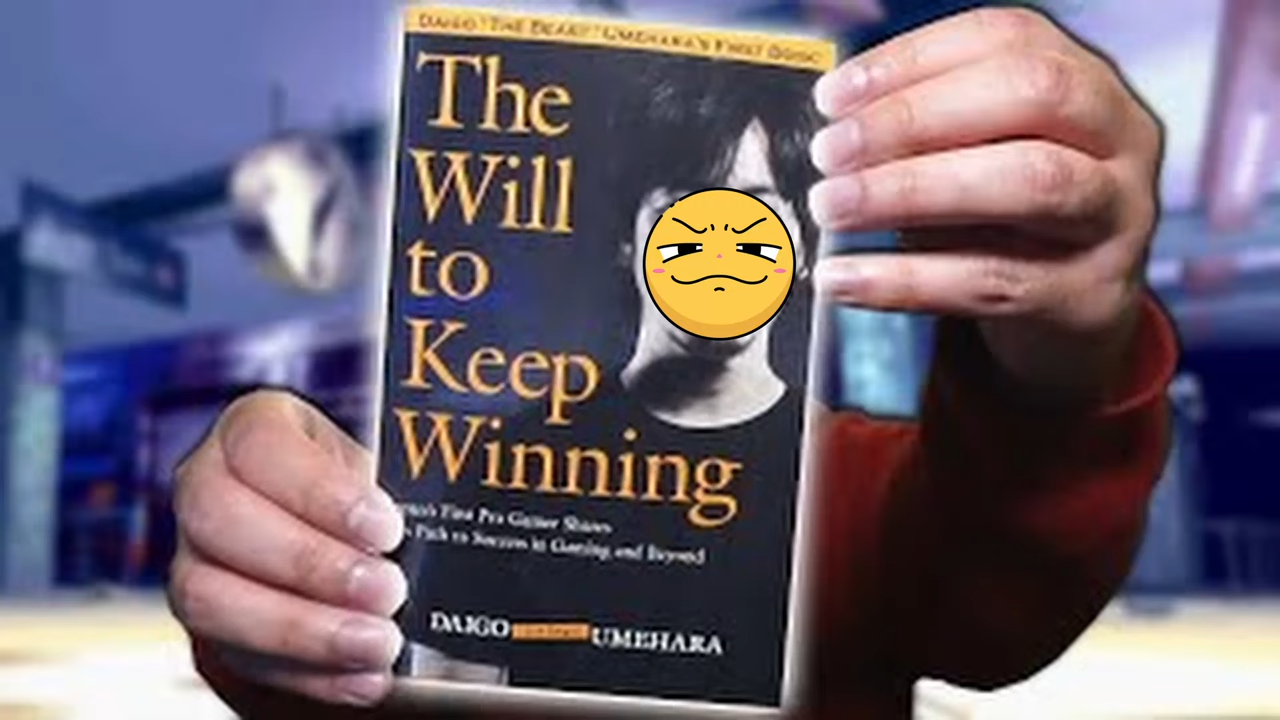 DAIGO "THE BEAST" UMEHARA'S FIRST BOOK
The
Will
to
Keep
Winning
First Pro Gamer Shares
Path to Success in Gaming and Beyond
DAIGO UMEHARA